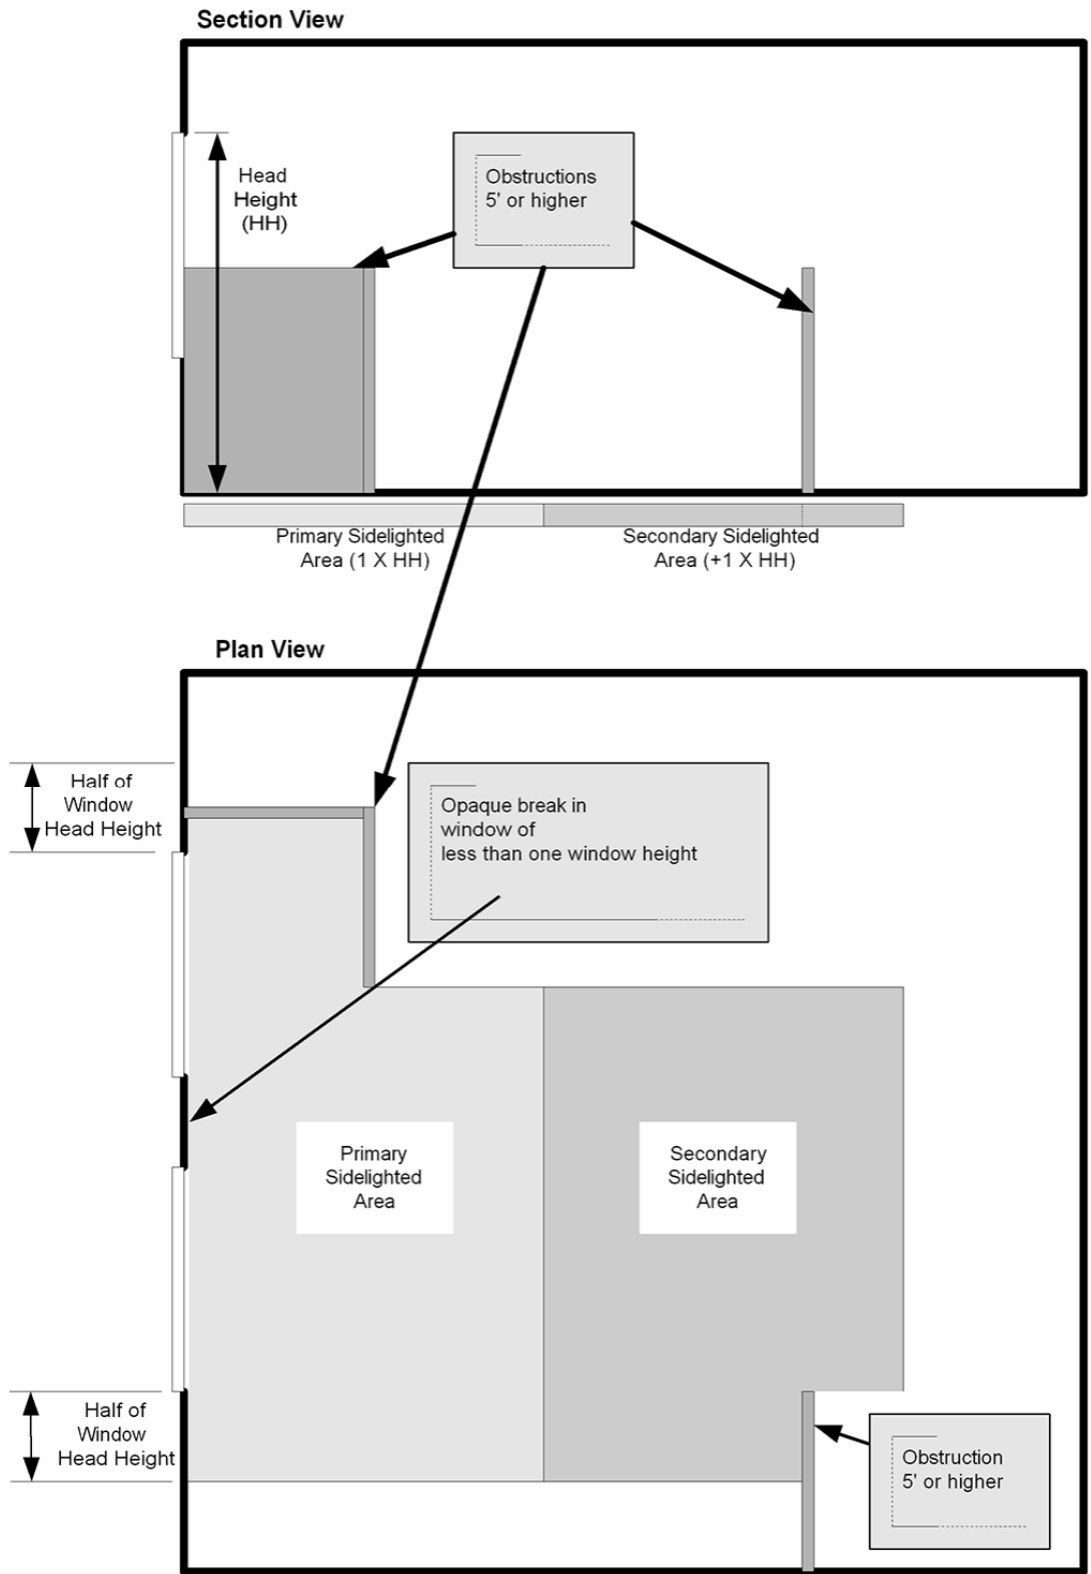 Section View
Head
Height
(HH)
Obstructions
5' or higher
Primary Sidelighted
Area (1 X HH)
Secondary Sidelighted
Area (+1 X HH)
Plan View
Half of
Window
Head Height
Opaque break in
window of
less than one window height
Primary
Sidelighted
Area
Secondary
Sidelighted
Area
Half of
Window
Head Height
Obstruction
5' or higher